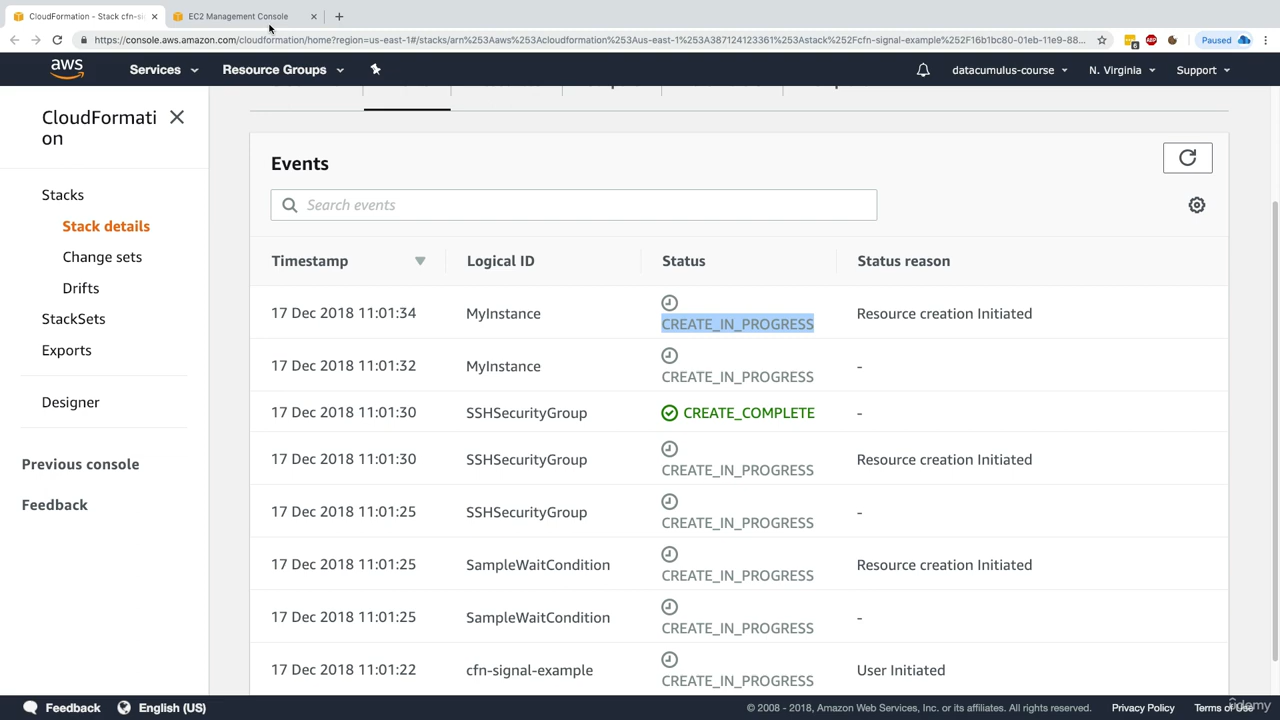 CloudFormation - Stack cfn-si
EC2 Management Console
https://console.aws.amazon.com/cloudformation/home?region=us-east-1#/stacks/arn%253Aaws%253Acloudformation%253Aus-east-1%253A387124123361%253Astack%252Fcfn-signal-example%252F16b1bc80-01eb-11e9-88...
6
ABP
Paused
aws
Services
Resource Groups
datacumulus-course
N. Virginia
Support
CloudFormati
on
Stacks
Stack details
Change sets
Drifts
StackSets
Exports
Designer
Previous console
Feedback
Events
Search events
Timestamp Logical ID Status Status reason
17 Dec 2018 11:01:34 MyInstance CREATE_IN_PROGRESS Resource creation Initiated
17 Dec 2018 11:01:32 MyInstance CREATE_IN_PROGRESS -
17 Dec 2018 11:01:30 SSHSecurityGroup CREATE_COMPLETE -
17 Dec 2018 11:01:30 SSHSecurityGroup CREATE_IN_PROGRESS Resource creation Initiated
17 Dec 2018 11:01:25 SSHSecurityGroup CREATE_IN_PROGRESS -
17 Dec 2018 11:01:25 SampleWaitCondition CREATE_IN_PROGRESS Resource creation Initiated
17 Dec 2018 11:01:25 SampleWaitCondition CREATE_IN_PROGRESS -
17 Dec 2018 11:01:22 cfn-signal-example CREATE_IN_PROGRESS User Initiated
Feedback
English (US)
© 2008 - 2018, Amazon Web Services, Inc. or its affiliates. All rights reserved.
Privacy Policy
Terms of Use
Udemy